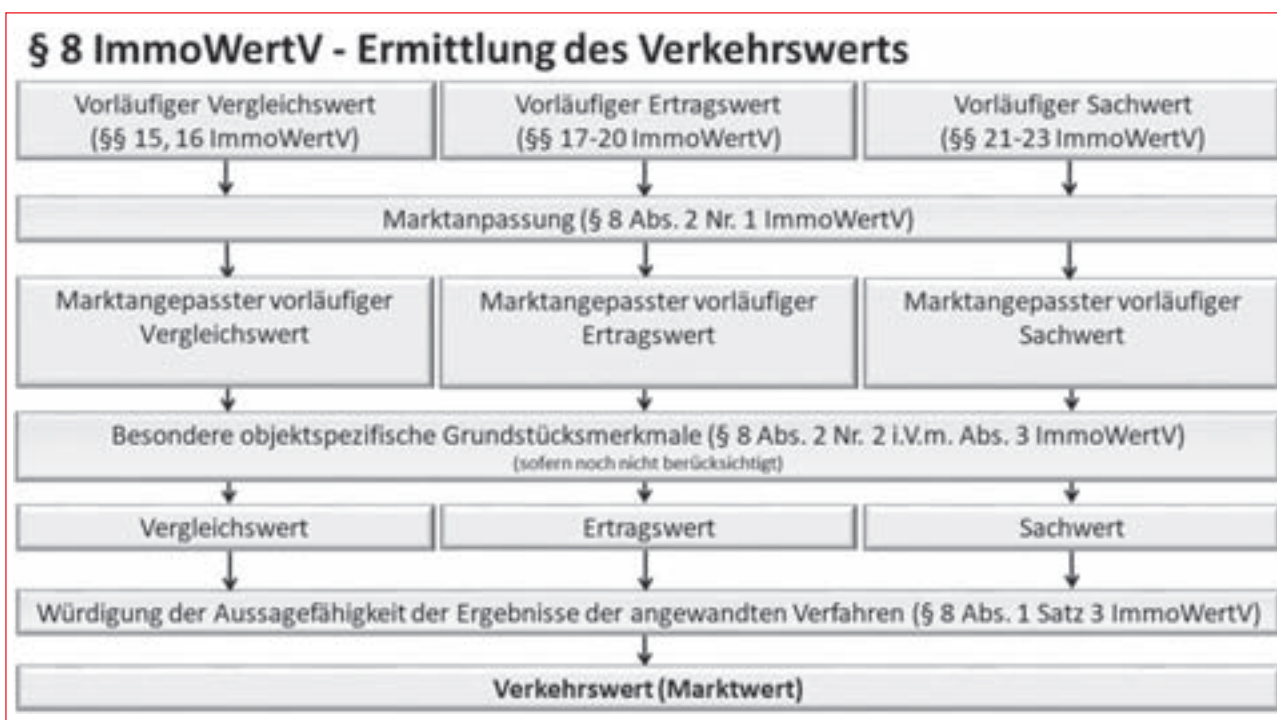 § 8 ImmoWertV - Ermittlung des Verkehrswerts
Vorläufiger Vergleichswert
(§§ 15, 16 ImmoWertV)
Vorläufiger Ertragswert
(§§ 17-20 ImmoWertV)
Vorläufiger Sachwert
(§§ 21-23 ImmoWertV)
Marktanpassung (§ 8 Abs. 2 Nr. 1 ImmoWertV)
Marktangepasster vorläufiger
Vergleichswert
Marktangepasster vorläufiger
Ertragswert
Marktangepasster vorläufiger
Sachwert
Besondere objektspezifische Grundstücksmerkmale (§ 8 Abs. 2 Nr. 2 i.V.m. Abs. 3 ImmoWertV)
(sofern noch nicht berücksichtigt)
Vergleichswert
Ertragswert
Sachwert
Würdigung der Aussagefähigkeit der Ergebnisse der angewandten Verfahren (§ 8 Abs. 1 Satz 3 ImmoWertV)
Verkehrswert (Marktwert)